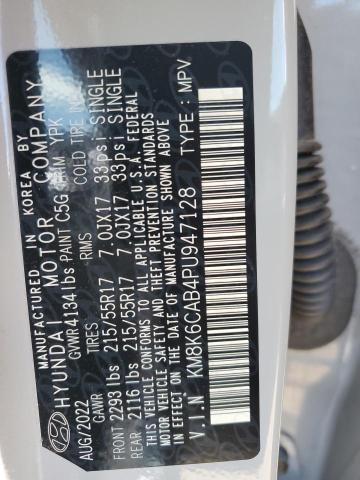 MANUFACTURED IN KOREA BY
HYUNDAI MOTOR COMPANY
AUG/2022 GVWR 4184 lbs PAINT C5G TRIM YPK
GAWR TIRES RIMS COLD TIRE
FRONT 2293 lbs 215/55R17 7.0JX17 33psi SINGLE
REAR 2116 lbs 215/55R17 7.0JX17 33psi SINGLE
THIS VEHICLE CONFORMS TO ALL APPLICABLE U.S.A. FEDERAL
MOTOR VEHICLE SAFETY AND THEFT PREVENTION STANDARDS
IN EFFECT ON THE DATE OF MANUFACTURE SHOWN ABOVE.
V.I.N : KM8K6CAB4PU947128 TYPE : MPV